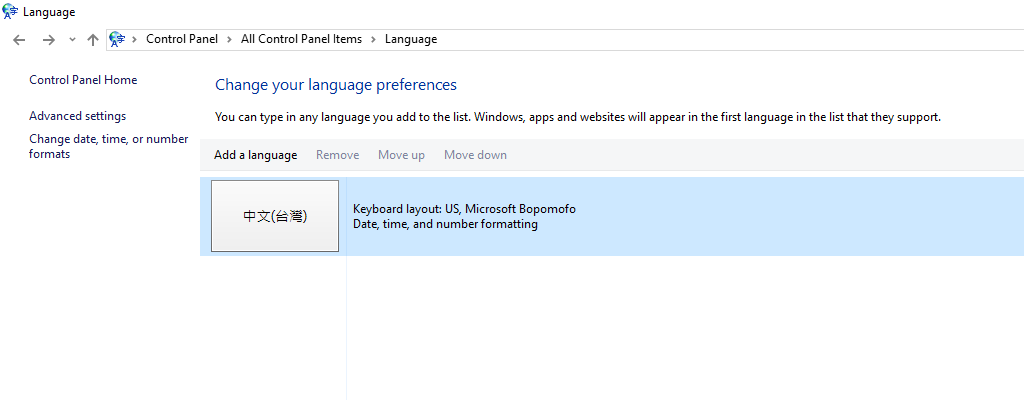 Language
Control Panel > All Control Panel Items > Language
Control Panel Home
Advanced settings
Change date, time, or number
formats
Change your language preferences
You can type in any language you add to the list. Windows, apps and websites will appear in the first language in the list that they support.
Add a language Remove Move up Move down
中文(台灣)
Keyboard layout: US, Microsoft Bopomofo
Date, time, and number formatting